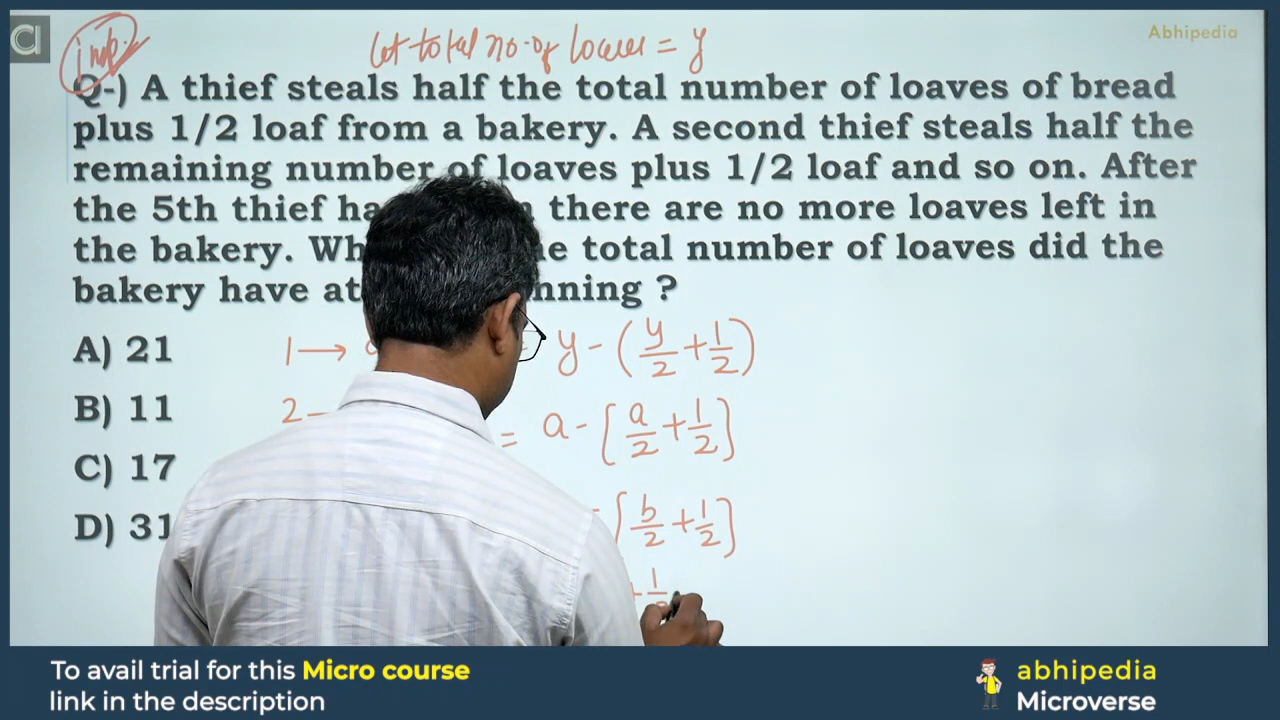 a
Abhipedia
imp.
let total no. of loaves = y
Q-) A thief steals half the total number of loaves of bread
plus 1/2 loaf from a bakery. A second thief steals half the
remaining number of loaves plus 1/2 loaf and so on. After
the 5th thief ha there are no more loaves left in
the bakery. Wh the total number of loaves did the
bakery have at nning ?
A) 21
1 → = y - (y/2 + 1/2)
B) 11
2 - = a - [a/2 + 1/2]
C) 17
D) 31
- [b/2 + 1/2]
+ 1
To avail trial for this Micro course
link in the description
abhipedia
Microverse